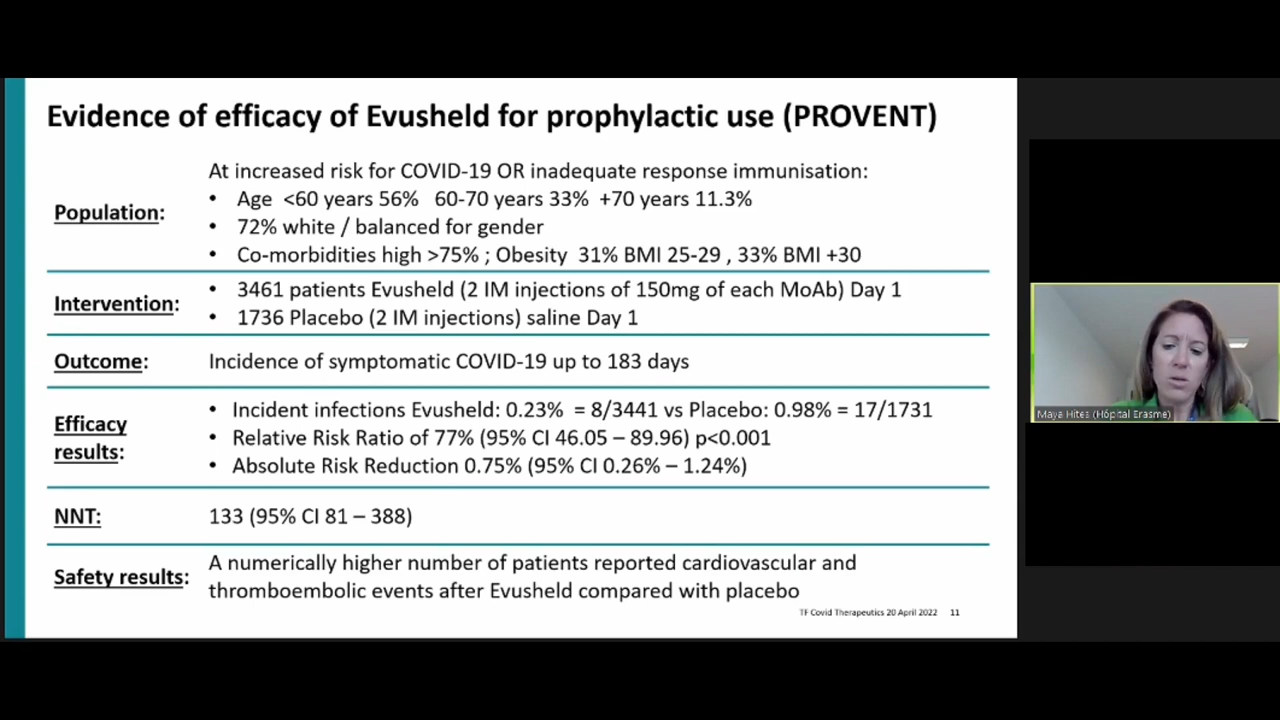 Evidence of efficacy of Evusheld for prophylactic use (PROVENT)
Population:
At increased risk for COVID-19 OR inadequate response immunisation:
• Age <60 years 56% 60-70 years 33% +70 years 11.3%
• 72% white / balanced for gender
• Co-morbidities high >75% ; Obesity 31% BMI 25-29 , 33% BMI +30
Intervention:
• 3461 patients Evusheld (2 IM injections of 150mg of each MoAb) Day 1
• 1736 Placebo (2 IM injections) saline Day 1
Outcome:
Incidence of symptomatic COVID-19 up to 183 days
Efficacy
results:
• Incident infections Evusheld: 0.23% = 8/3441 vs Placebo: 0.98% = 17/1731
• Relative Risk Ratio of 77% (95% CI 46.05 – 89.96) p<0.001
• Absolute Risk Reduction 0.75% (95% CI 0.26% – 1.24%)
NNT:
133 (95% CI 81 – 388)
Safety results:
A numerically higher number of patients reported cardiovascular and
thromboembolic events after Evusheld compared with placebo
TF Covid Therapeutics 20 April 2022 11
Maya Hites (Hôpital Erasme)